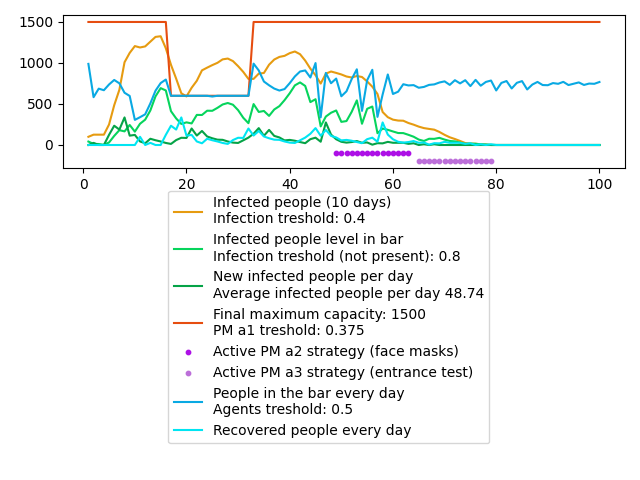 1500
1000
500
0
0
20
40
60
80
100
Infected people (10 days)
Infection treshold: 0.4
Infected people level in bar
Infection treshold (not present): 0.8
New infected people per day
Average infected people per day 48.74
Final maximum capacity: 1500
PM a1 treshold: 0.375
Active PM a2 strategy (face masks)
Active PM a3 strategy (entrance test)
People in the bar every day
Agents treshold: 0.5
Recovered people every day